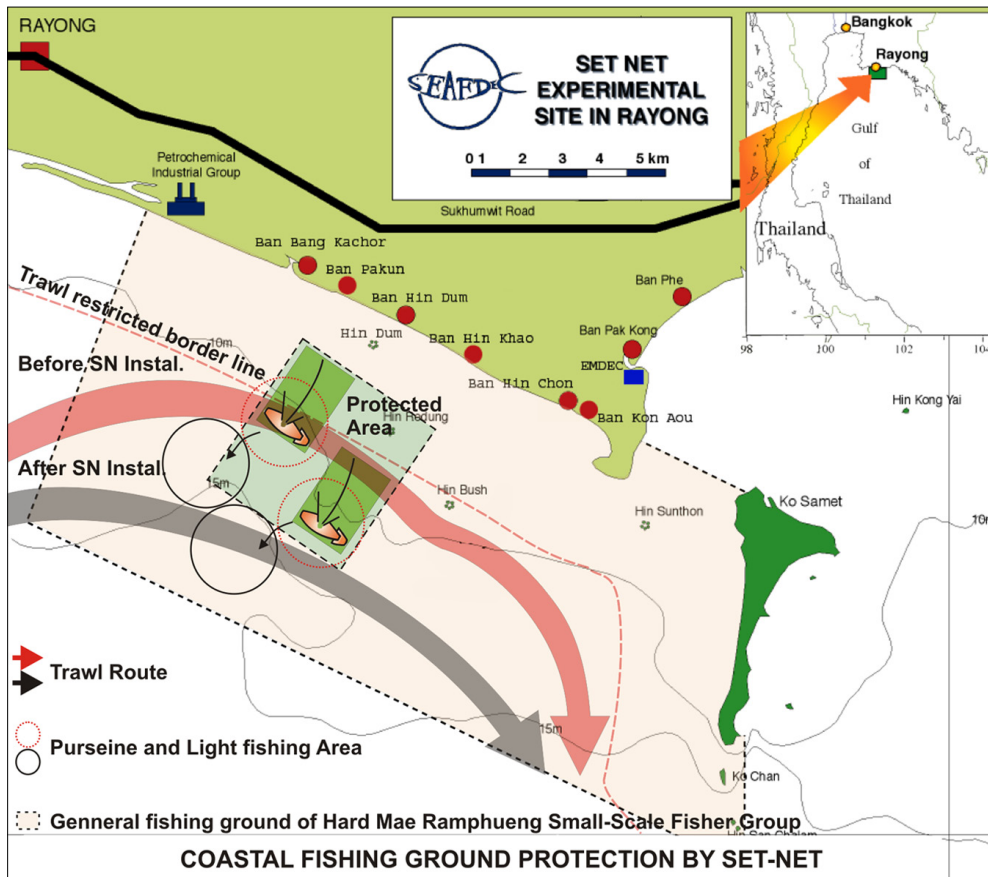 RAYONG
SEAFDEC
SET NET
EXPERIMENTAL
SITE IN RAYONG
0 1 2 3 4 5 km
Bangkok
Rayong
Gulf
of
Thailand
Thailand
98 100 102 104
Petrochemical
Industrial Group
Sukhumwit Road
Ban Bang Kachor
Ban Pakun
Ban Hin Dum
Ban Phe
Trawl restricted border line
10m
Hin Dum
Ban Hin Khao
Ban Pak Kong
EMDEC
Before SN Instal.
Ban Hin Chon
Ban Kon Aou
Protected
Area
Hin Redung
Hin Kong Yai
After SN Instal.
15m
Hin Bush
Hin Sunthon
Ko Samet
10m
Trawl Route
15m
Purseine and Light fishing Area
Ko Chan
Genneral fishing ground of Hard Mae Ramphueng Small-Scale Fisher Group
Hin San Chalam
COASTAL FISHING GROUND PROTECTION BY SET-NET